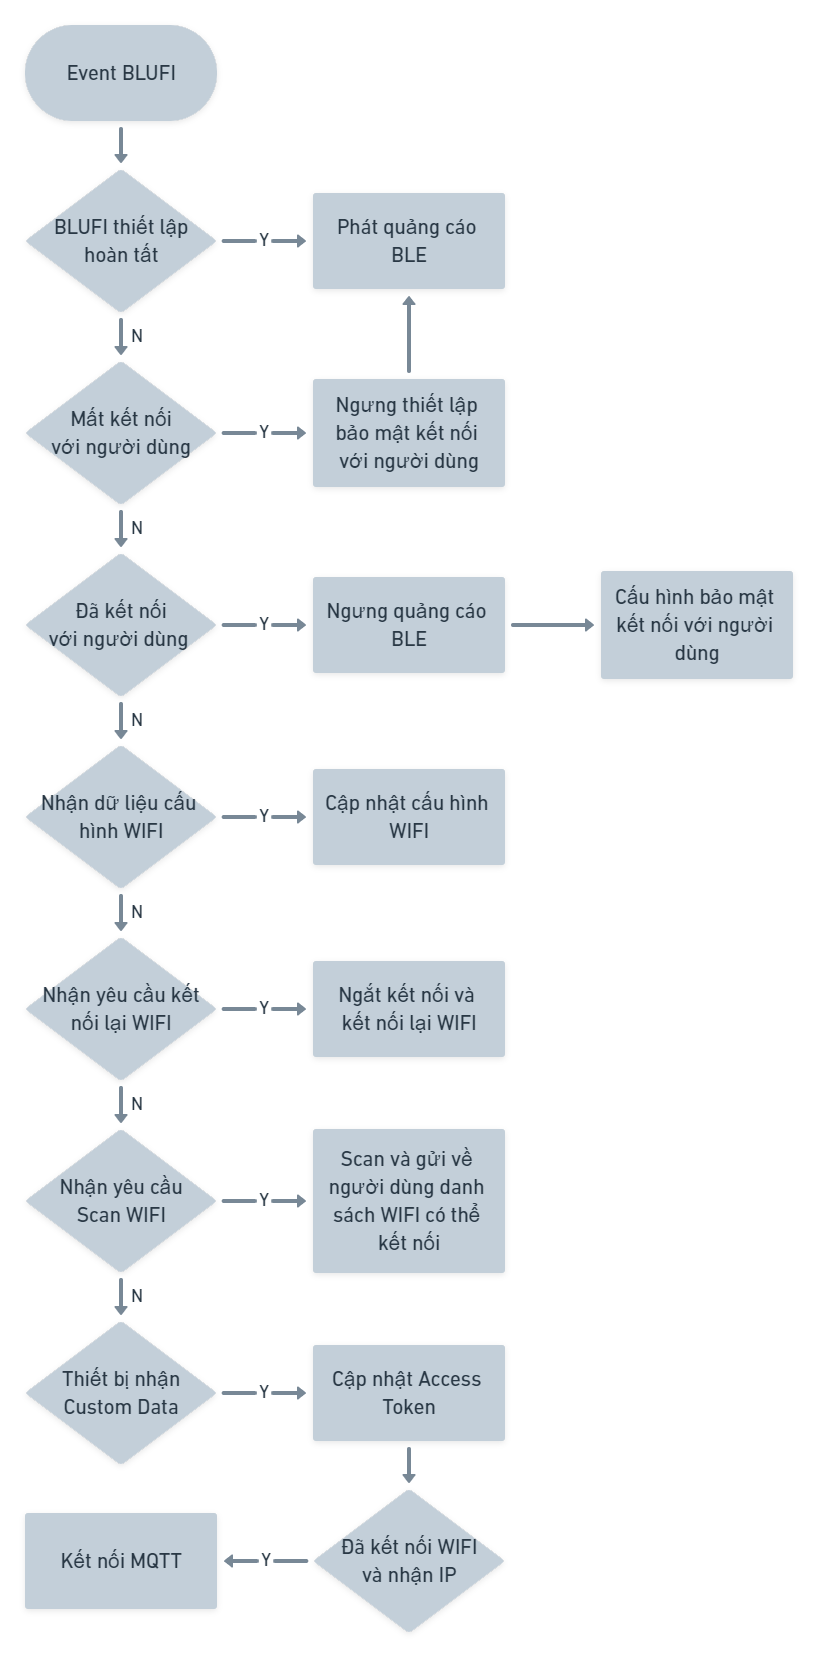 Event BLUFI
BLUFI thiết lập
hoàn tất
Y
Phát quảng cáo
BLE
N
Mất kết nối
với người dùng
Y
Ngưng thiết lập
bảo mật kết nối
với người dùng
N
Đã kết nối
với người dùng
Y
Ngưng quảng cáo
BLE
Cấu hình bảo mật
kết nối với người
dùng
N
Nhận dữ liệu cấu
hình WIFI
Y
Cập nhật cấu hình
WIFI
N
Nhận yêu cầu kết
nối lại WIFI
Y
Ngắt kết nối và
kết nối lại WIFI
N
Nhận yêu cầu
Scan WIFI
Y
Scan và gửi về
người dùng danh
sách WIFI có thể
kết nối
N
Thiết bị nhận
Custom Data
Y
Cập nhật Access
Token
Đã kết nối WIFI
và nhận IP
Y
Kết nối MQTT